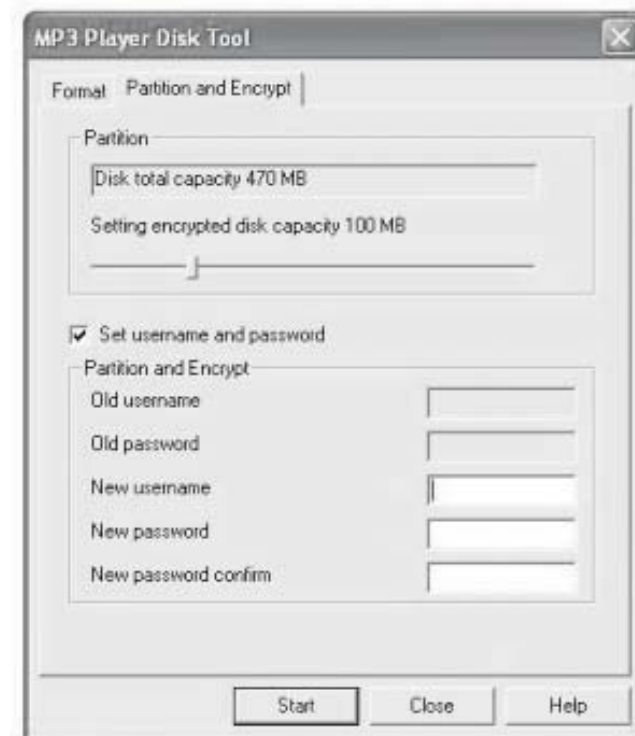 MP3 Player Disk Tool
Format Partition and Encrypt
Partition
Disk total capacity 470 MB
Setting encrypted disk capacity 100 MB
Set username and password
Partition and Encrypt
Old username
Old password
New username
New password
New password confirm
Start Close Help